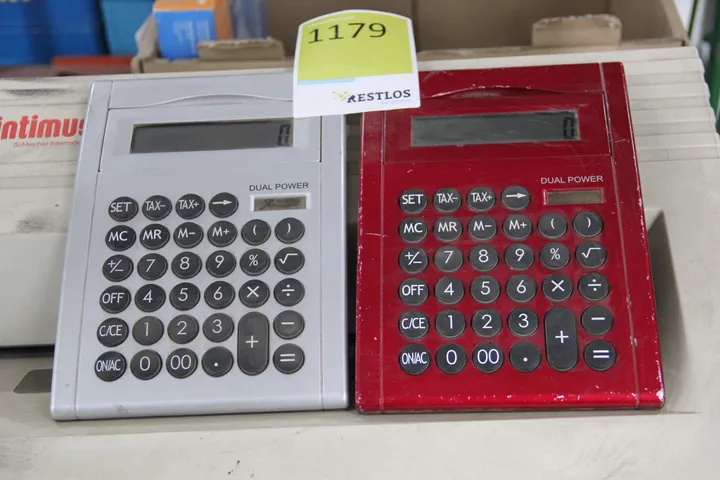 1179
RESTLOS
intimus
Schleicher Internation
0
DUAL POWER
SET TAX- TAX+ →
MC MR M- M+ ( )
+/- 7 8 9 % √
OFF 4 5 6 × ÷
C/CE 1 2 3 + −
ON/AC 0 00 . =
0
DUAL POWER
SET TAX- TAX+ →
MC MR M- M+ ( )
+/- 7 8 9 % √
OFF 4 5 6 × ÷
C/CE 1 2 3 + −
ON/AC 0 00 . =